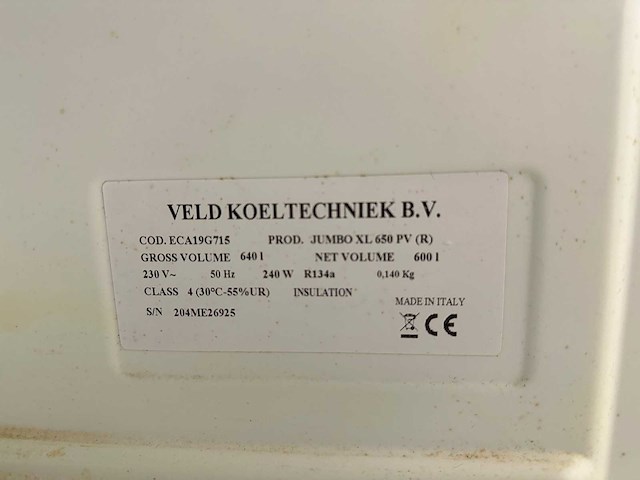 VELD KOELTECHNIEK B.V.
COD. ECA19G715 PROD. JUMBO XL 650 PV (R)
GROSS VOLUME 640 l NET VOLUME 600 l
230 V~ 50 Hz 240 W R134a 0,140 Kg
CLASS 4 (30°C-55%UR) INSULATION
MADE IN ITALY
S/N 204ME26925
CE